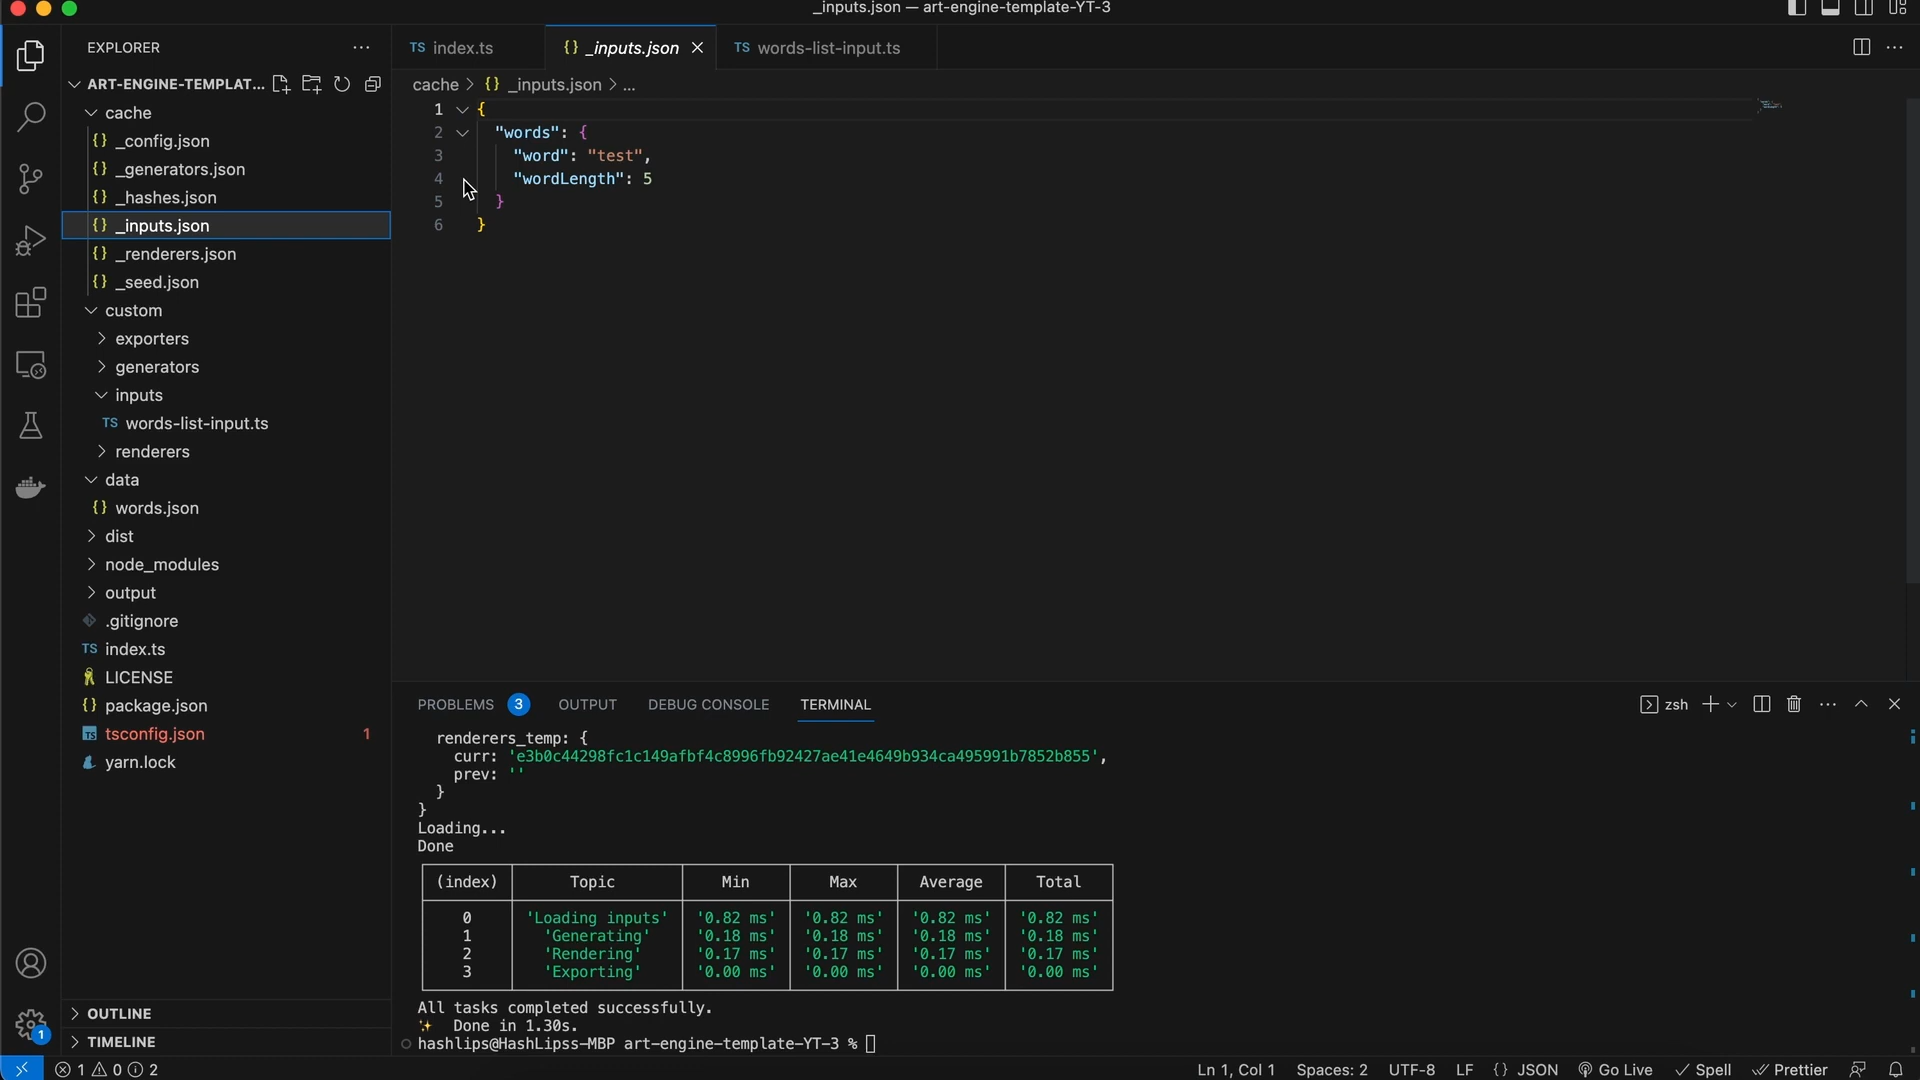 _inputs.json — art-engine-template-YT-3
EXPLORER
ART-ENGINE-TEMPLAT...
cache
{} _config.json
{} _generators.json
{} _hashes.json
{} _inputs.json
{} _renderers.json
{} _seed.json
custom
exporters
generators
inputs
TS words-list-input.ts
renderers
data
{} words.json
dist
node_modules
output
.gitignore
TS index.ts
LICENSE
{} package.json
TS tsconfig.json 1
yarn.lock
OUTLINE
TIMELINE
1
TS index.ts
{} _inputs.json
TS words-list-input.ts
cache > {} _inputs.json > ...
1 {
2 "words": {
3 "word": "test",
4 "wordLength": 5
5 }
6 }
PROBLEMS 3 OUTPUT DEBUG CONSOLE TERMINAL
zsh
renderers_temp: {
curr: 'e3b0c44298fc1c149afbf4c8996fb92427ae41e4649b934ca495991b7852b855',
prev: ''
}
}
Loading...
Done
(index) Topic Min Max Average Total
0 'Loading inputs' '0.82 ms' '0.82 ms' '0.82 ms' '0.82 ms'
1 'Generating' '0.18 ms' '0.18 ms' '0.18 ms' '0.18 ms'
2 'Rendering' '0.17 ms' '0.17 ms' '0.17 ms' '0.17 ms'
3 'Exporting' '0.00 ms' '0.00 ms' '0.00 ms' '0.00 ms'
All tasks completed successfully.
✨ Done in 1.30s.
hashlips@HashLipss-MBP art-engine-template-YT-3 %
1 0 2
Ln 1, Col 1 Spaces: 2 UTF-8 LF {} JSON Go Live Spell Prettier